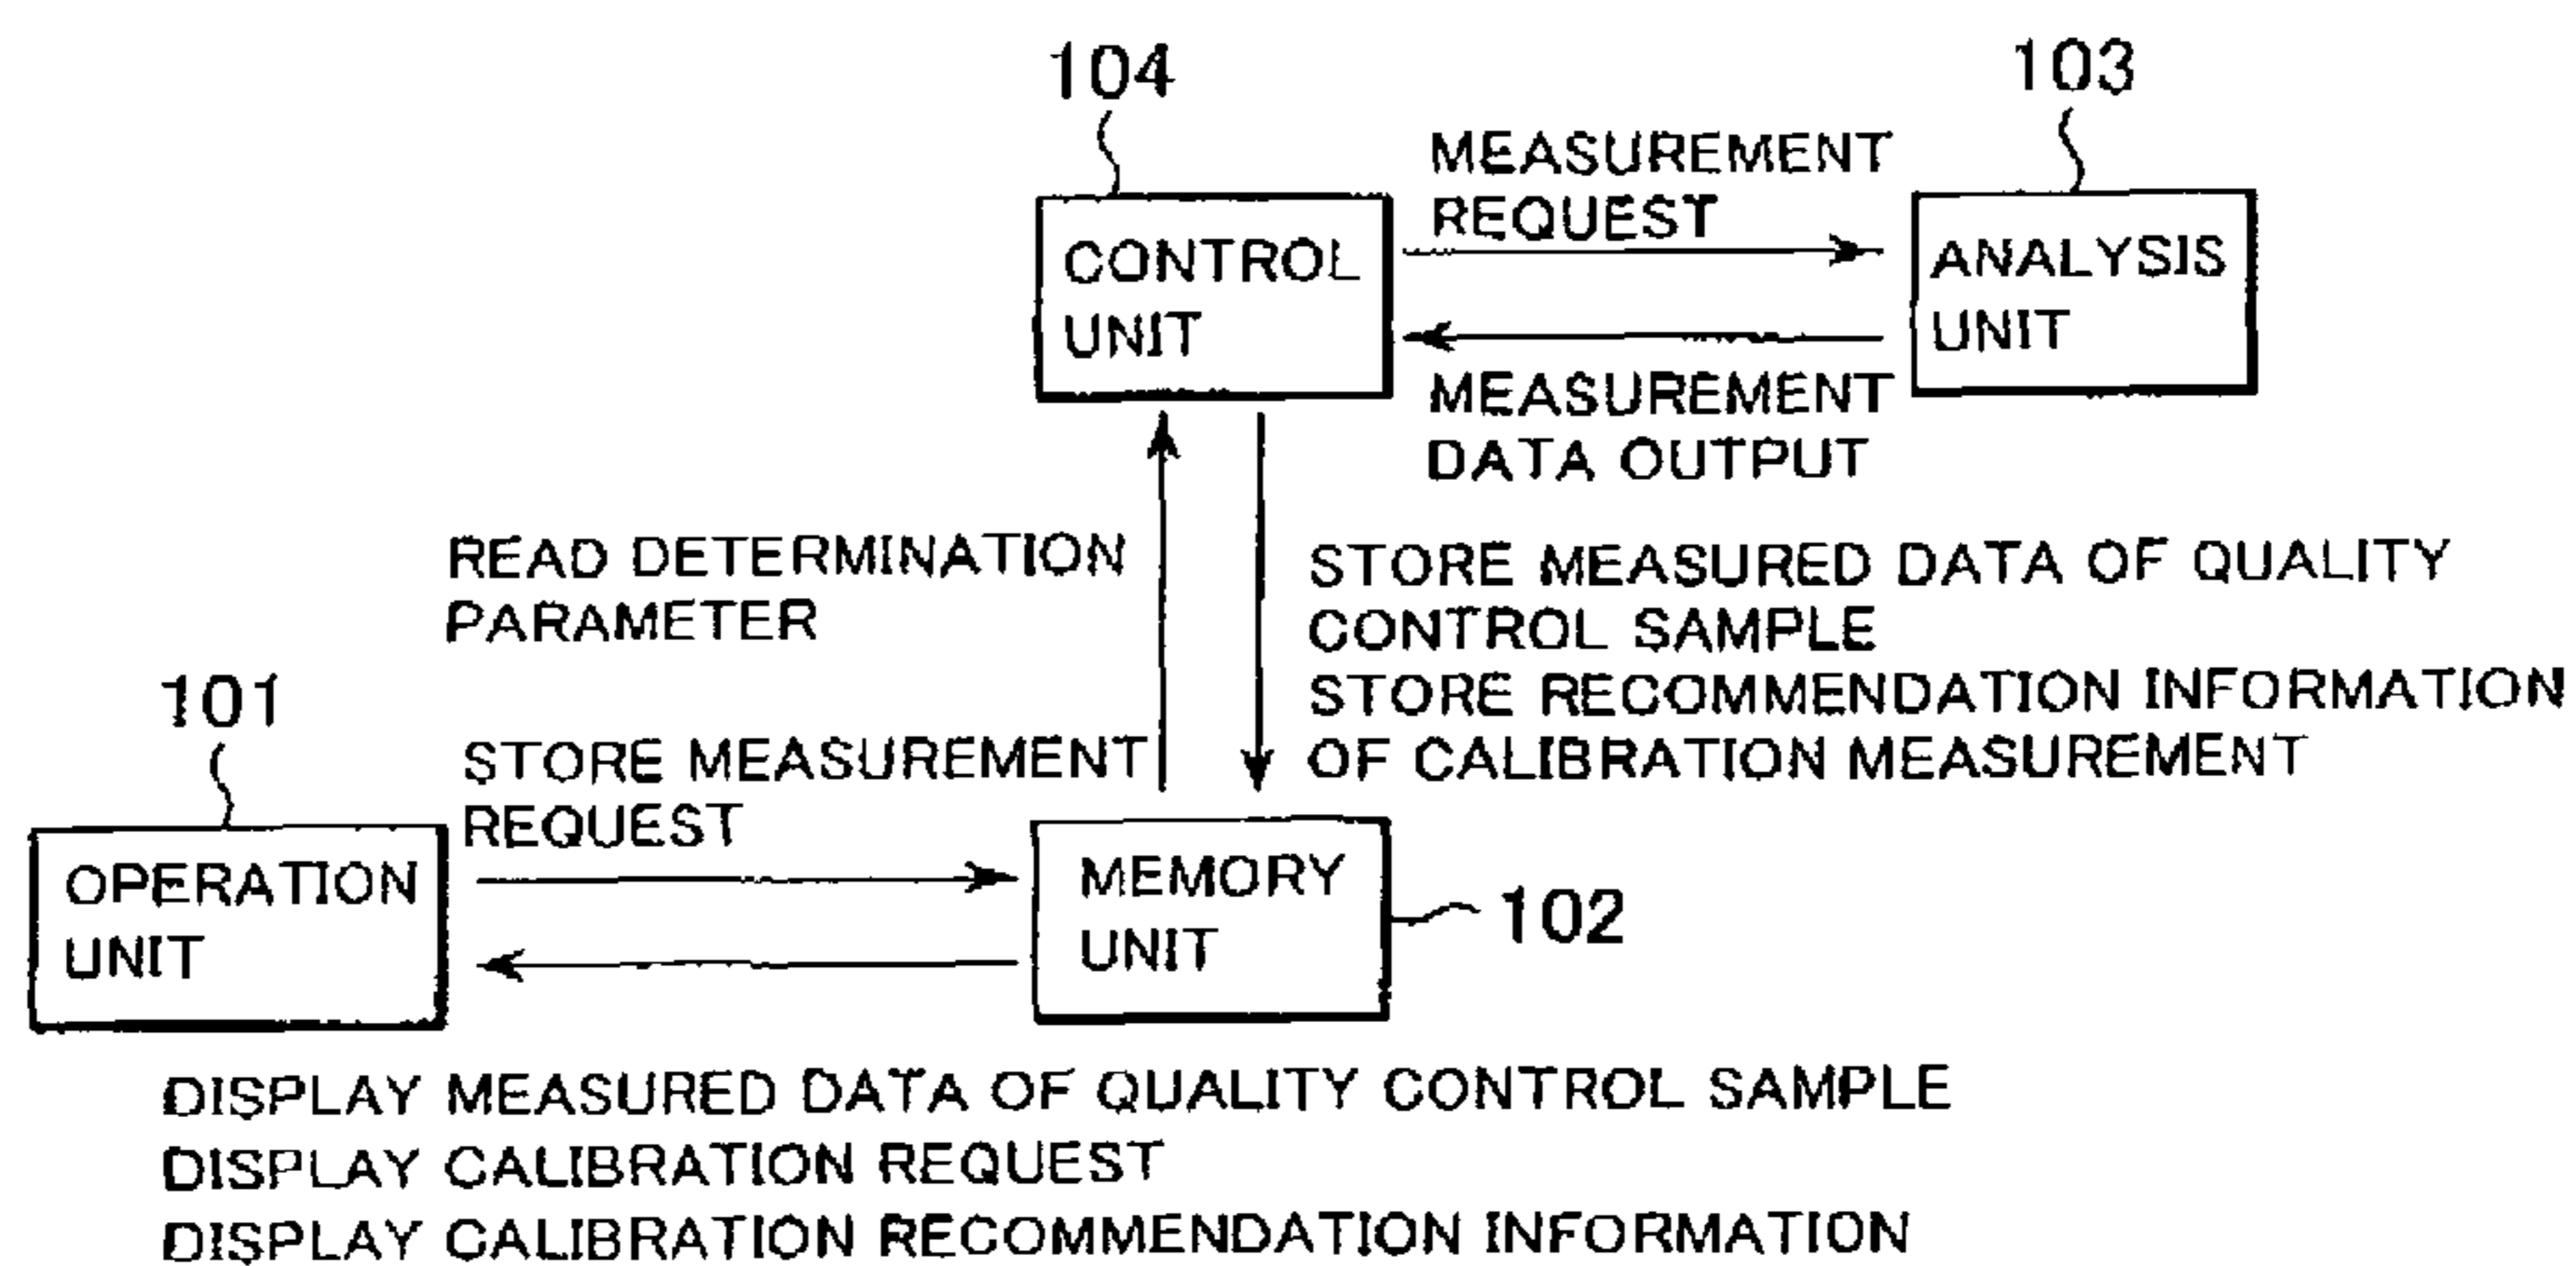 104
103
MEASUREMENT
REQUEST
CONTROL
UNIT
ANALYSIS
UNIT
MEASUREMENT
DATA OUTPUT
READ DETERMINATION
PARAMETER
STORE MEASURED DATA OF QUALITY
CONTROL SAMPLE
STORE RECOMMENDATION INFORMATION
OF CALIBRATION MEASUREMENT
101
STORE MEASUREMENT
REQUEST
OPERATION
UNIT
MEMORY
UNIT
102
DISPLAY MEASURED DATA OF QUALITY CONTROL SAMPLE
DISPLAY CALIBRATION REQUEST
DISPLAY CALIBRATION RECOMMENDATION INFORMATION